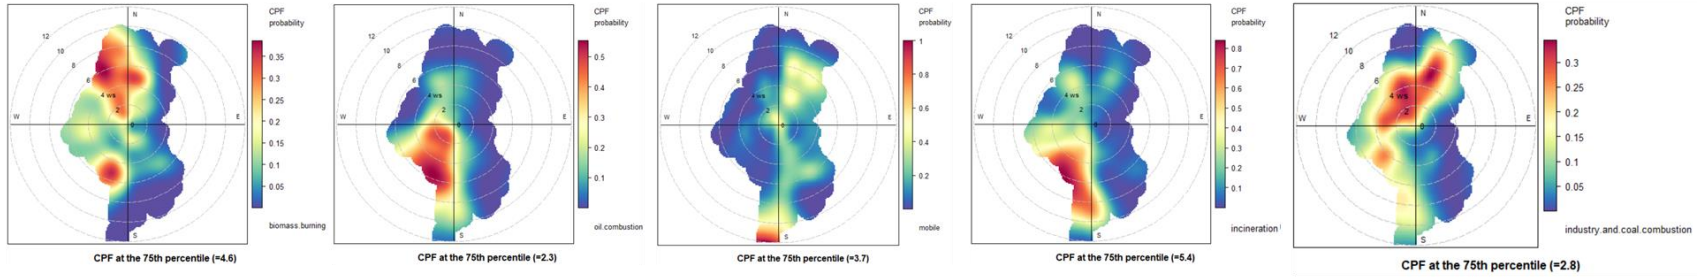 CPF
probability
N
12
10
8
6
4 ws
2
0
W
E
S
0.35
0.3
0.25
0.2
0.15
0.1
0.05
biomass.burning
CPF at the 75th percentile (=4.6)
CPF
probability
N
12
10
8
6
4 ws
2
0
W
E
S
0.5
0.4
0.3
0.2
0.1
oil.combustion
CPF at the 75th percentile (=2.3)
CPF
probability
N
12
10
8
6
4 ws
2
0
W
E
S
1
0.8
0.6
0.4
0.2
mobile
CPF at the 75th percentile (=3.7)
CPF
probability
N
12
10
8
6
4 ws
2
0
W
E
S
0.8
0.7
0.6
0.5
0.4
0.3
0.2
0.1
incineration
CPF at the 75th percentile (=5.4)
CPF
probability
N
12
10
8
6
4 ws
2
0
W
E
S
0.3
0.25
0.2
0.15
0.1
0.05
industry.and.coal.combustion
CPF at the 75th percentile (=2.8)